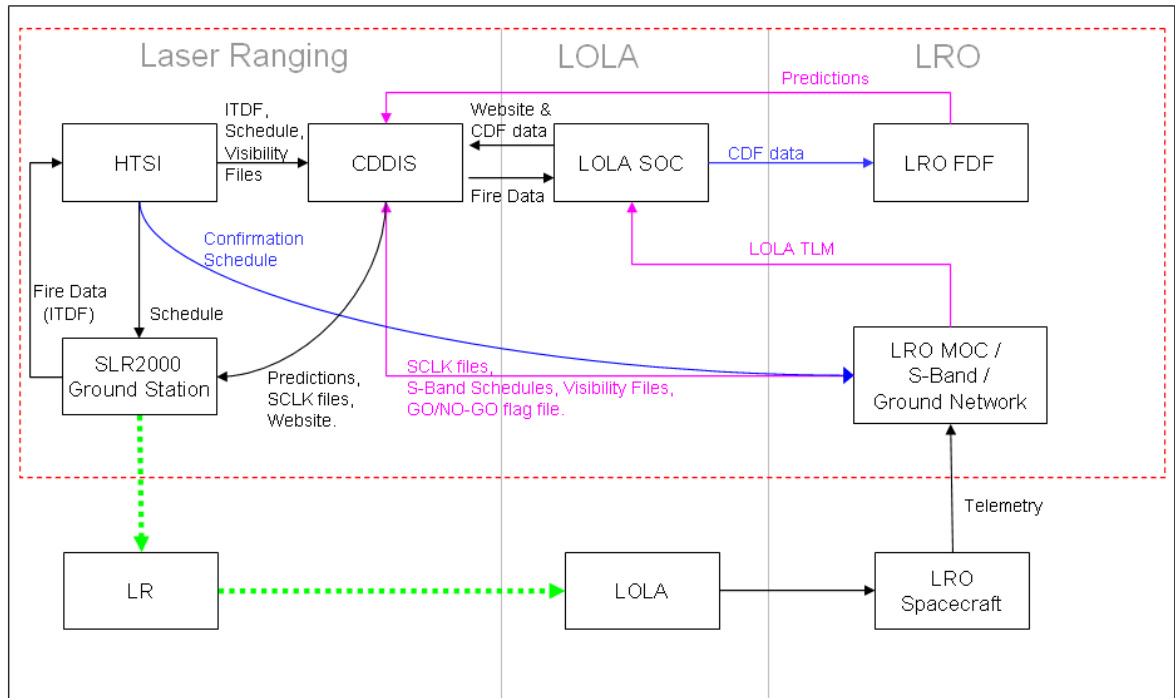 Laser Ranging
LOLA
LRO
Predictions
ITDF,
Schedule,
Visibility
Files
Website &
CDF data
HTSI
CDDIS
LOLA SOC
CDF data
LRO FDF
Fire Data
Confirmation
Schedule
LOLA TLM
Fire Data
(ITDF)
Schedule
SLR2000
Ground Station
Predictions,
SCLK files,
Website.
SCLK files,
S-Band Schedules, Visibility Files,
GO/NO-GO flag file.
LRO MOC /
S-Band /
Ground Network
Telemetry
LR
LOLA
LRO
Spacecraft